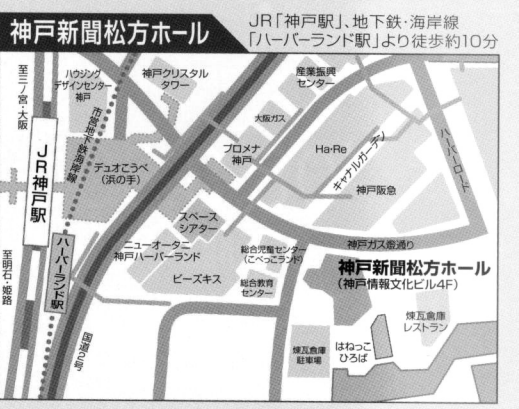 神戸新聞松方ホール
JR「神戸駅」、地下鉄・海岸線
「ハーバーランド駅」より徒歩約10分
至三ノ宮・大阪
ハウジング
デザインセンター
神戸
神戸クリスタル
タワー
産業振興
センター
市営地下鉄海岸線
大阪ガス
JR神戸駅
デュオこうべ
(浜の手)
プロメナ
神戸
Ha・Re
キャナルガーデン
ハーバーロード
神戸阪急
スペース
シアター
至明石・姫路
ハーバーランド駅
ニューオータニ
神戸ハーバーランド
総合児童センター
(こべっこランド)
神戸ガス燈通り
ビーズキス
総合教育
センター
神戸新聞松方ホール
(神戸情報文化ビル4F)
国道2号
煉瓦倉庫
レストラン
煉瓦倉庫
駐車場
はねっこ
ひろば